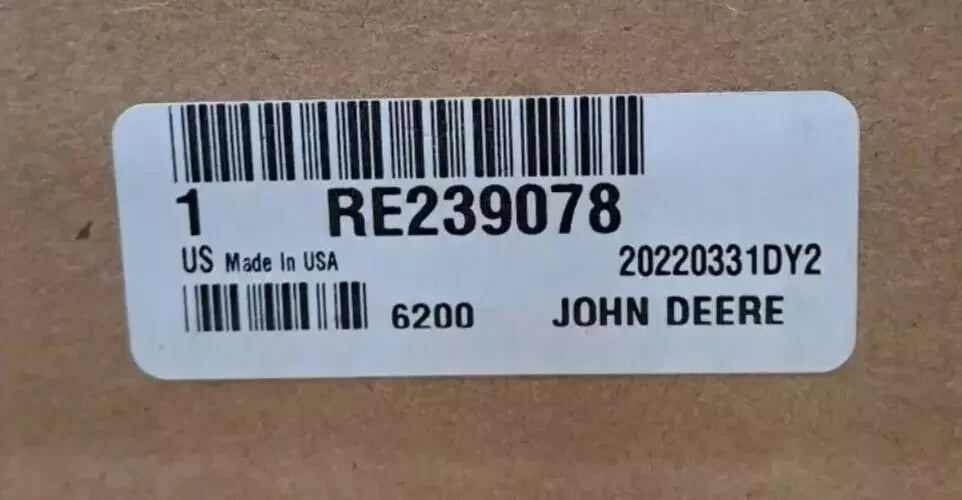 1 RE239078
US Made In USA 20220331DY2
6200 JOHN DEERE